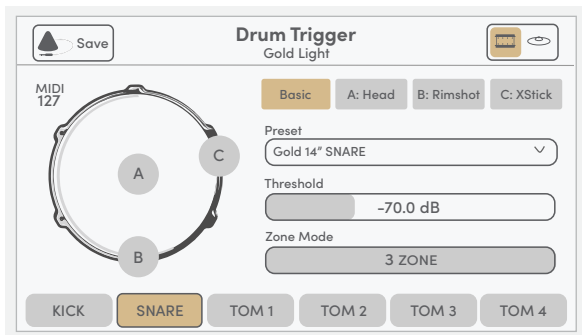 Save
Drum Trigger
Gold Light
MIDI
127
Basic
A: Head
B: Rimshot
C: XStick
Preset
Gold 14” SNARE
A
C
B
Threshold
-70.0 dB
Zone Mode
3 ZONE
KICK
SNARE
TOM 1
TOM 2
TOM 3
TOM 4